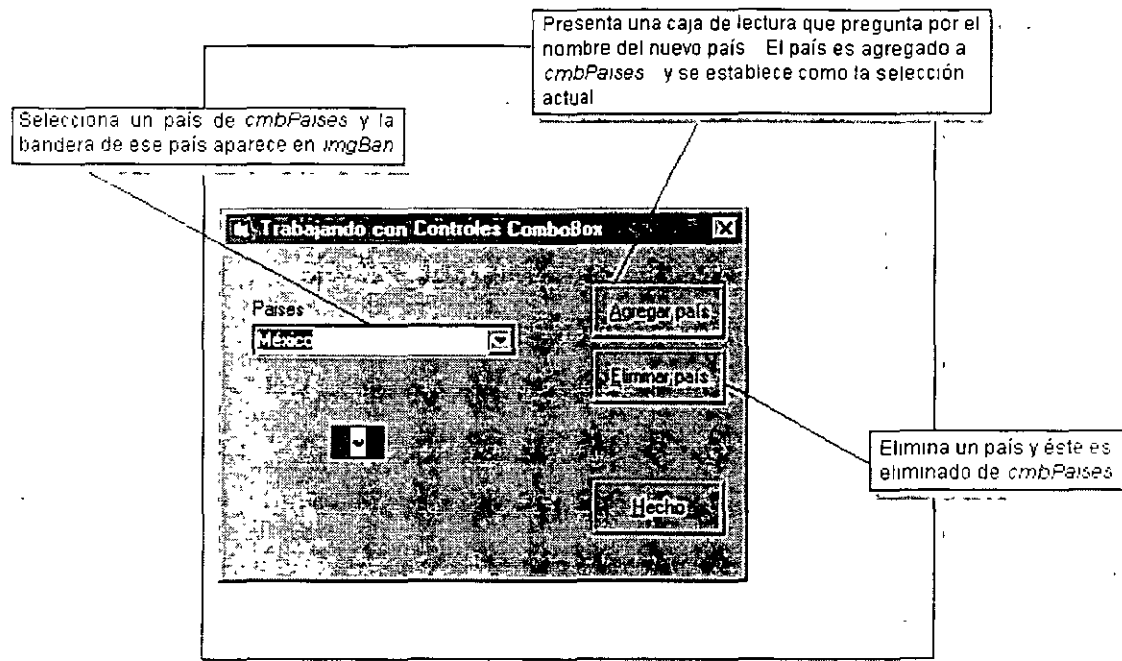 Presenta una caja de lectura que pregunta por el
nombre del nuevo país El país es agregado a
cmbPaises y se establece como la selección
actual
Selecciona un país de cmbPaises y la
bandera de ese país aparece en imgBan
Trabajando con Controles ComboBox
Paises
México
Agregar país
Eliminar país
Hecho
Elimina un país y éste es
eliminado de cmbPaises